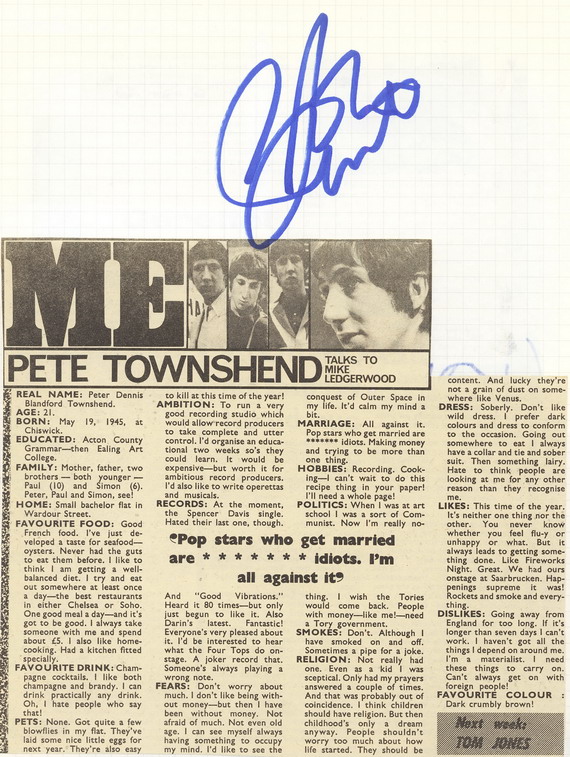 ME
PETE TOWNSHEND
TALKS TO
MIKE
LEDGERWOOD
REAL NAME: Peter Dennis
Blandford Townshend.
AGE: 21.
BORN: May 19, 1945, at
Chiswick.
EDUCATED: Acton County
Grammar—then Ealing Art
College.
FAMILY: Mother, father, two
brothers — both younger —
Paul (10) and Simon (6).
Peter, Paul and Simon, see!
HOME: Small bachelor flat in
Wardour Street.
FAVOURITE FOOD: Good
French food. I've just de-
veloped a taste for seafood—
oysters. Never had the guts
to eat them before. I like to
think I am getting a well-
balanced diet. I try and eat
out somewhere at least once
a day—the best restaurants
in either Chelsea or Soho.
One good meal a day—and it's
got to be good. I always take
someone with me and spend
about £5. I also like home-
cooking. Had a kitchen fitted
specially.
FAVOURITE DRINK: Cham-
pagne cocktails. I like both
champagne and brandy. I can
drink practically any drink.
Oh, I hate people who say
that!
PETS: None. Got quite a few
blowflies in my flat. They've
laid some nice little eggs for
next year. They're also easy
to kill at this time of the year!
AMBITION: To run a very
good recording studio which
would allow record producers
to take complete and utter
control. I'd organise an educa-
tional two weeks so's they
could learn. It would be
expensive—but worth it for
ambitious record producers.
I'd also like to write operettas
and musicals.
RECORDS: At the moment,
the Spencer Davis single.
Hated their last one, though.
“Pop stars who get married
are * * * * * * * idiots. I'm
all against it”
And "Good Vibrations."
Heard it 80 times—but only
just begun to like it. Also
Darin's latest. Fantastic!
Everyone's very pleased about
it. I'd be interested to hear
what the Four Tops do on-
stage. A joker record that.
Someone's always playing a
wrong note.
FEARS: Don't worry about
much. I don't like being with-
out money—but then I have
been without money. Not
afraid of much. Not even old
age. I can see myself always
having something to occupy
my mind. I'd like to see the
conquest of Outer Space in
my life. It'd calm my mind a
bit.
MARRIAGE: All against it.
Pop stars who get married are
******* idiots. Making money
and trying to be more than
one thing.
HOBBIES: Recording. Cook-
ing—I can't wait to do this
recipe thing in your paper!
I'll need a whole page!
POLITICS: When I was at art
school I was a sort of Com-
munist. Now I'm really no-
thing. I wish the Tories
would come back. People
with money—like me!—need
a Tory government.
SMOKES: Don't. Although I
have smoked on and off.
Sometimes a pipe for a joke.
RELIGION: Not really had
one. Even as a kid I was
sceptical. Only had my prayers
answered a couple of times.
And that was probably out of
coincidence. I think children
should have religion. But then
childhood's only a dream
anyway. People shouldn't
worry too much about how
life started. They should be
content. And lucky they're
not a grain of dust on some-
where like Venus.
DRESS: Soberly. Don't like
wild dress. I prefer dark
colours and dress to conform
to the occasion. Going out
somewhere to eat I always
have a collar and tie and sober
suit. Then something lairy.
Hate to think people are
looking at me for any other
reason than they recognise
me.
LIKES: This time of the year.
It's neither one thing nor the
other. You never know
whether you feel flu-y or
unhappy or what. But it
always leads to getting some-
thing done. Like Fireworks
Night. Great. We had ours
onstage at Saarbrucken. Hap-
penings supreme it was!
Rockets and smoke and every-
thing.
DISLIKES: Going away from
England for too long. If it's
longer than seven days I can't
work. I haven't got all the
things I depend on around me.
I'm a materialist. I need
these things to carry on.
Can't always get on with
foreign people!
FAVOURITE COLOUR:
Dark crumbly brown!
Next week:
TOM JONES